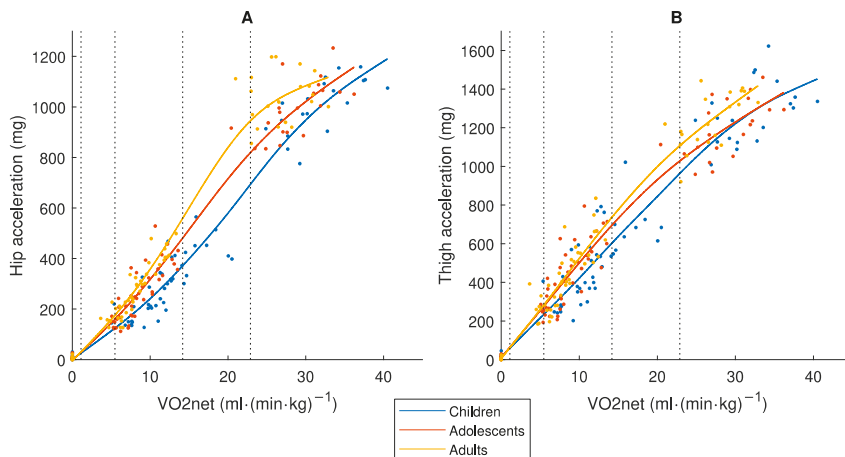 A
B
Hip acceleration (mg)
1200
1000
800
600
400
200
0
0
10
20
30
40
VO2net (ml·(min·kg)⁻¹
Thigh acceleration (mg)
1600
1400
1200
1000
800
600
400
200
0
0
10
20
30
40
VO2net (ml·(min·kg)⁻¹
Children
Adolescents
Adults